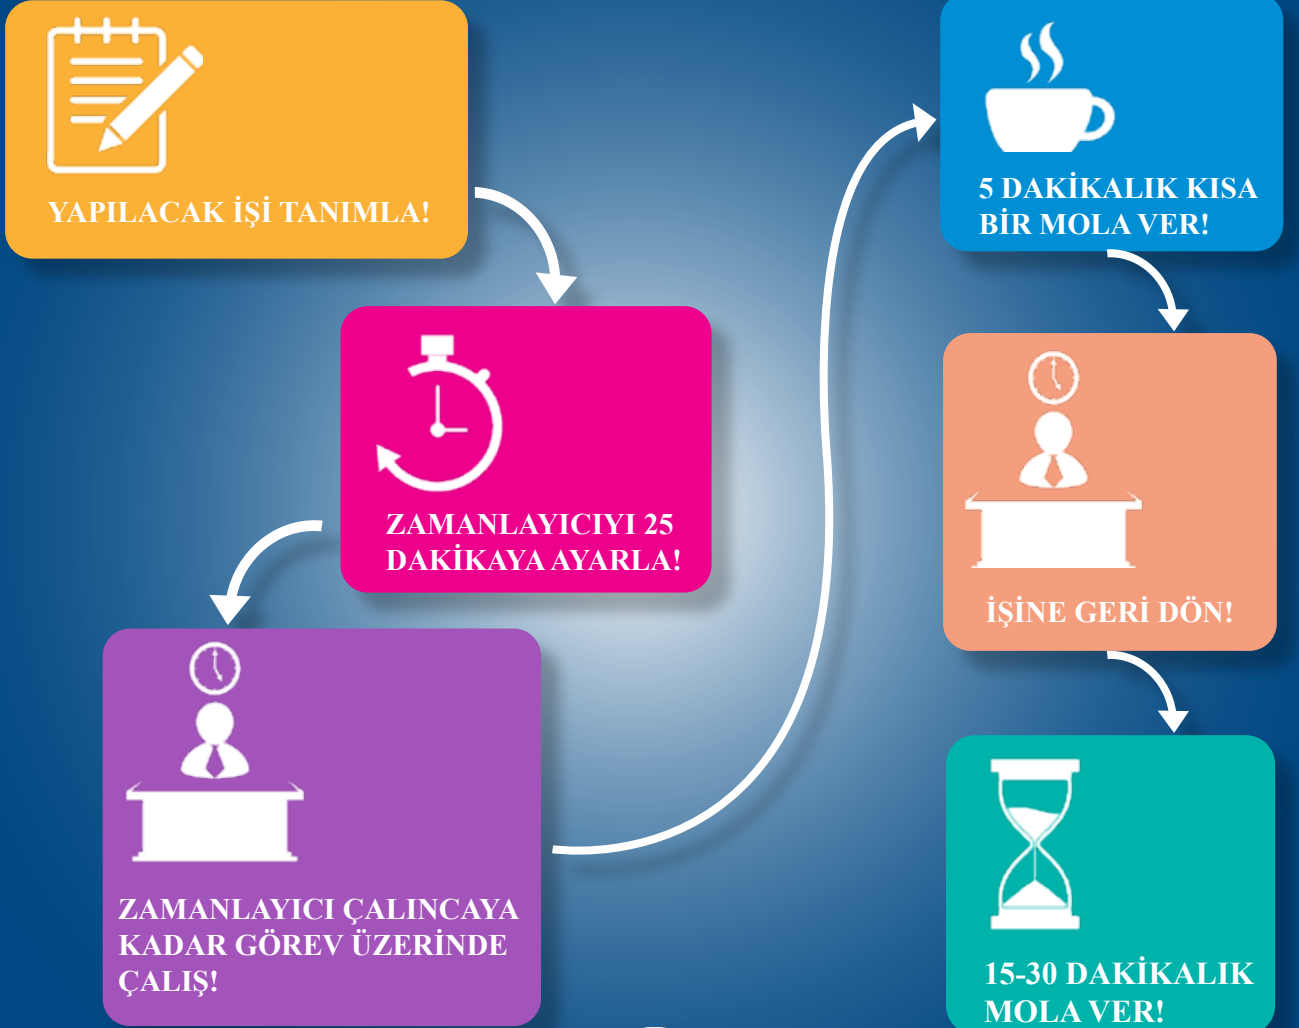 YAPILACAK İŞİ TANIMLA!
ZAMANLAYICIYI 25
DAKİKAYA AYARLA!
ZAMANLAYICI ÇALINCAYA
KADAR GÖREV ÜZERİNDE
ÇALIŞ!
5 DAKİKALIK KISA
BİR MOLA VER!
İŞİNE GERİ DÖN!
15-30 DAKİKALIK
MOLA VER!